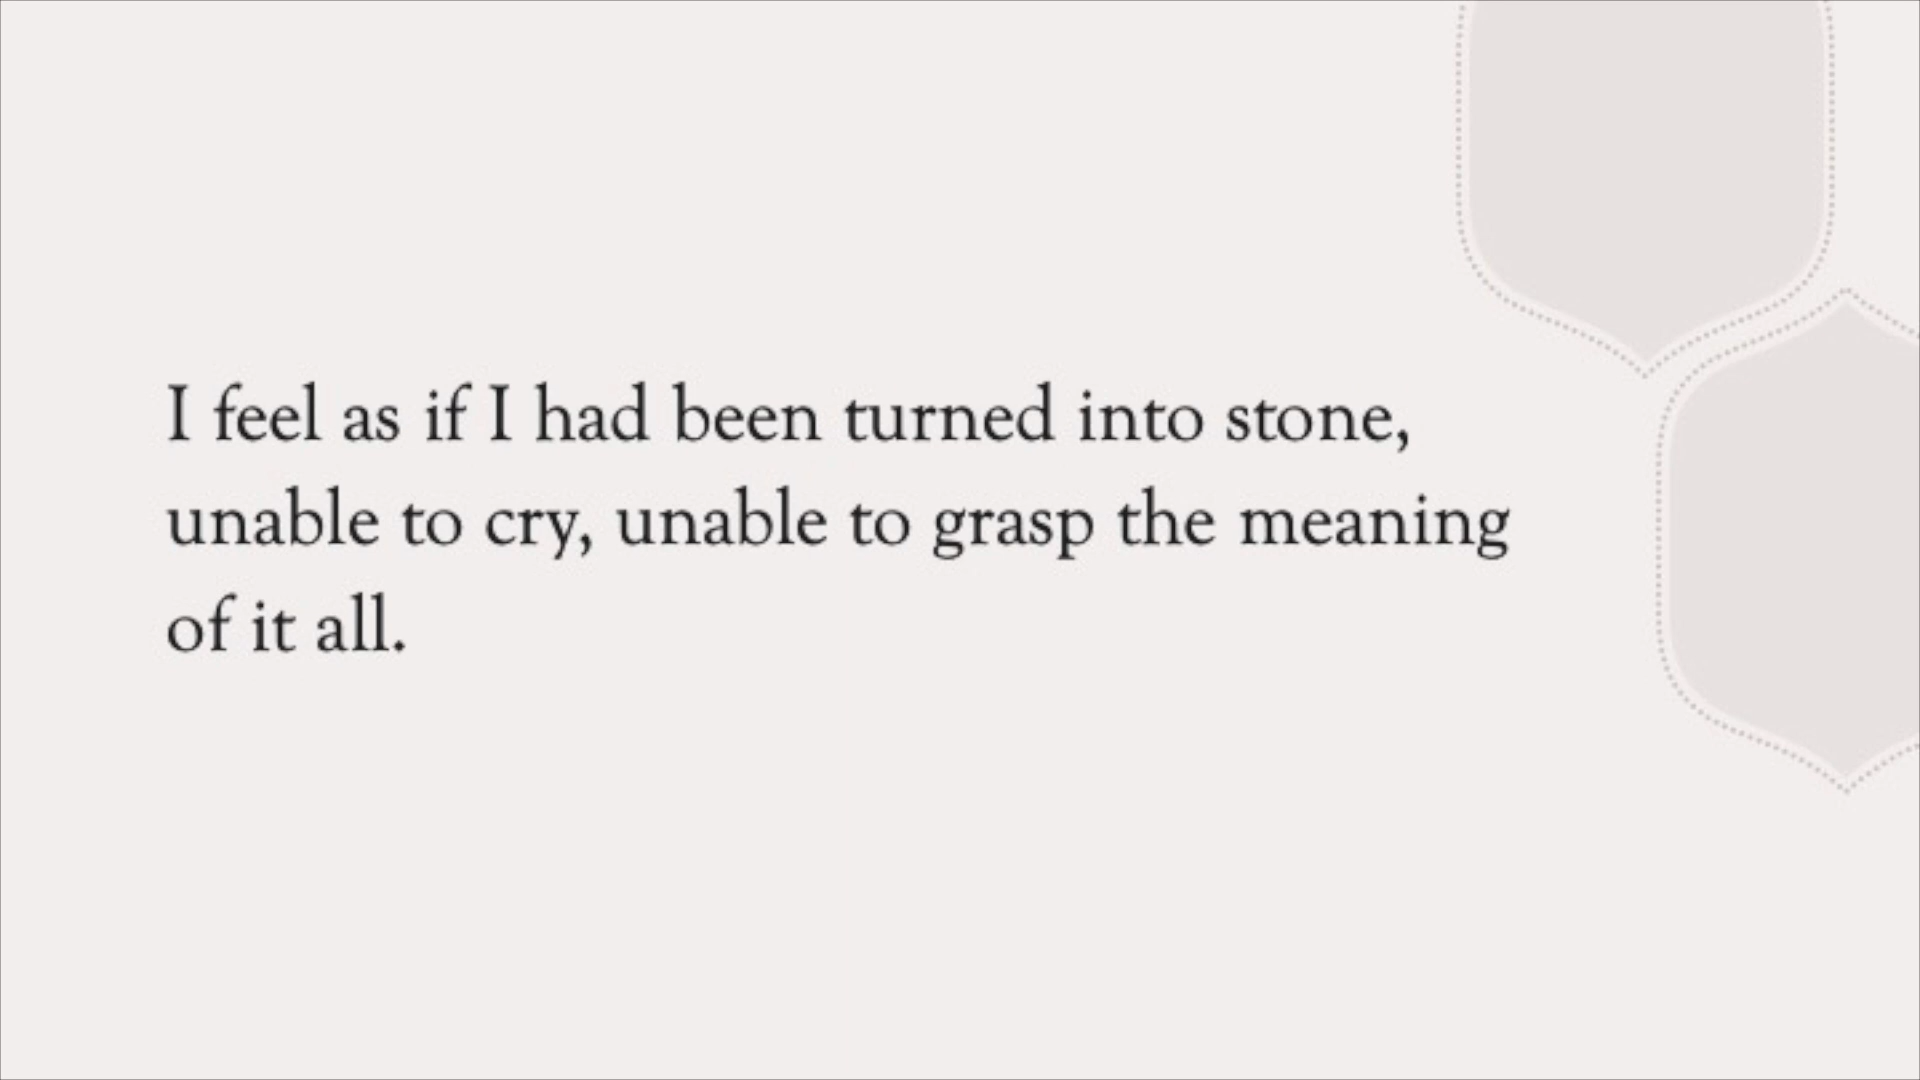 I feel as if I had been turned into stone,
unable to cry, unable to grasp the meaning
of it all.